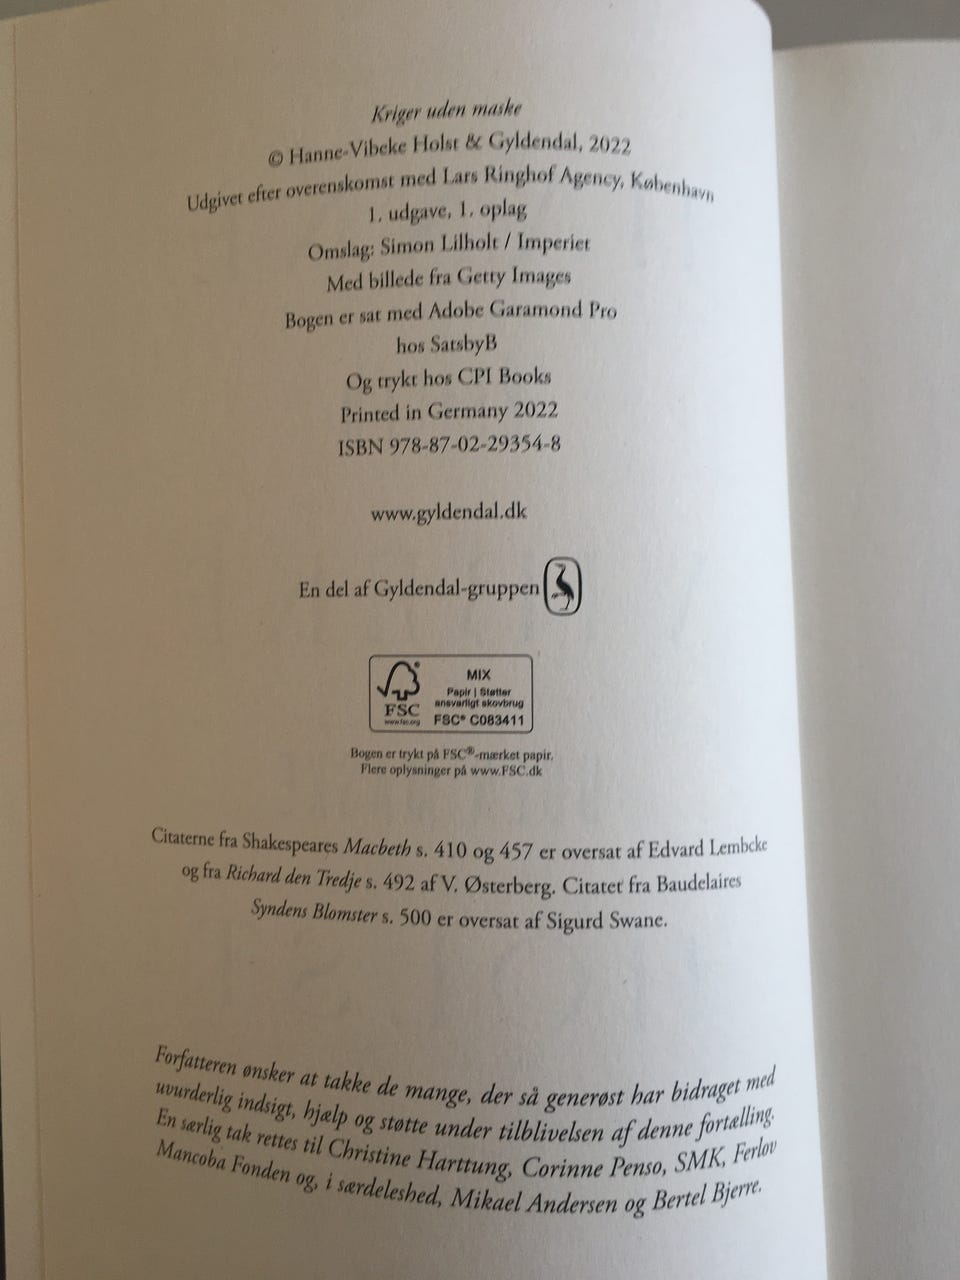 Kriger uden maske
© Hanne-Vibeke Holst & Gyldendal, 2022
Udgivet efter overenskomst med Lars Ringhof Agency, København
1. udgave, 1. oplag
Omslag: Simon Lilholt / Imperiet
Med billede fra Getty Images
Bogen er sat med Adobe Garamond Pro
hos SatsbyB
Og trykt hos CPI Books
Printed in Germany 2022
ISBN 978-87-02-29354-8
www.gyldendal.dk
En del af Gyldendal-gruppen
FSC
www.fsc.org
MIX
Papir | Støtter
ansvarligt skovbrug
FSC® C083411
Bogen er trykt på FSC®-mærket papir.
Flere oplysninger på www.FSC.dk
Citaterne fra Shakespeares Macbeth s. 410 og 457 er oversat af Edvard Lembcke
og fra Richard den Tredje s. 492 af V. Østerberg. Citatet fra Baudelaires
Syndens Blomster s. 500 er oversat af Sigurd Swane.
Forfatteren ønsker at takke de mange, der så generøst har bidraget med
uvurderlig indsigt, hjælp og støtte under tilblivelsen af denne fortælling.
En særlig tak rettes til Christine Harttung, Corinne Penso, SMK, Ferlov
Mancoba Fonden og, i særdeleshed, Mikael Andersen og Bertel Bjerre.